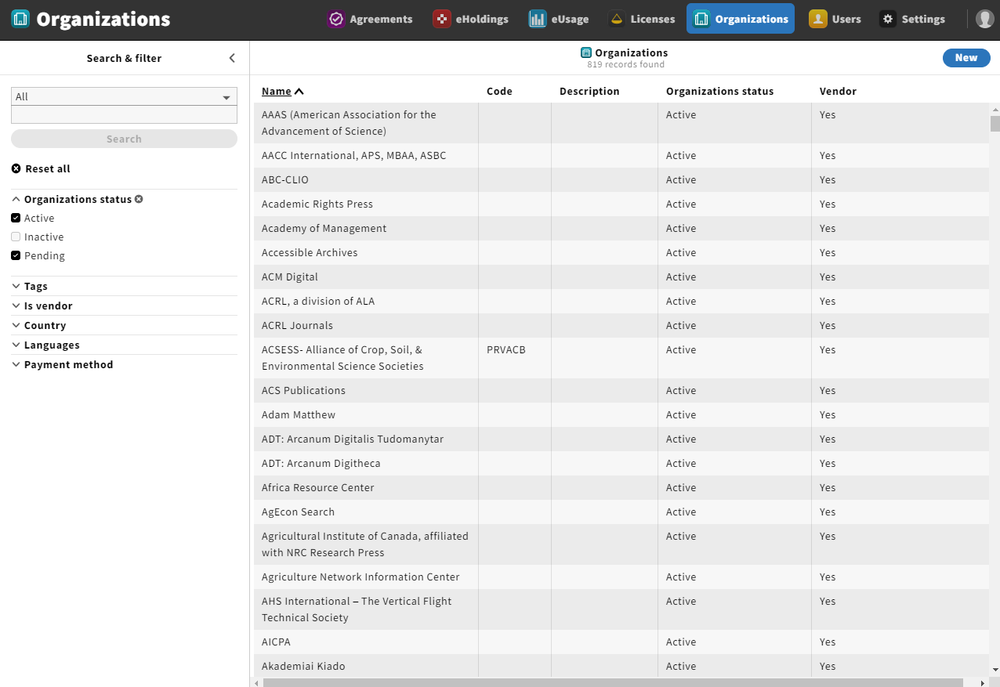 Organizations
Agreements eHoldings eUsage Licenses Organizations Users Settings
Search & filter
All
Search
Reset all
Organizations status
Active
Inactive
Pending
Tags
Is vendor
Country
Languages
Payment method
Organizations
819 records found
New
Name Code Description Organizations status Vendor
AAAS (American Association for the
Advancement of Science) Active Yes
AACC International, APS, MBAA, ASBC Active Yes
ABC-CLIO Active Yes
Academic Rights Press Active Yes
Academy of Management Active Yes
Accessible Archives Active Yes
ACM Digital Active Yes
ACRL, a division of ALA Active Yes
ACRL Journals Active Yes
ACSESS- Alliance of Crop, Soil, &
Environmental Science Societies PRVACB Active Yes
ACS Publications Active Yes
Adam Matthew Active Yes
ADT: Arcanum Digitalis Tudomanytar Active Yes
ADT: Arcanum Digitheca Active Yes
Africa Resource Center Active Yes
AgEcon Search Active Yes
Agricultural Institute of Canada, affiliated
with NRC Research Press Active Yes
Agriculture Network Information Center Active Yes
AHS International – The Vertical Flight
Technical Society Active Yes
AICPA Active Yes
Akademiai Kiado Active Yes